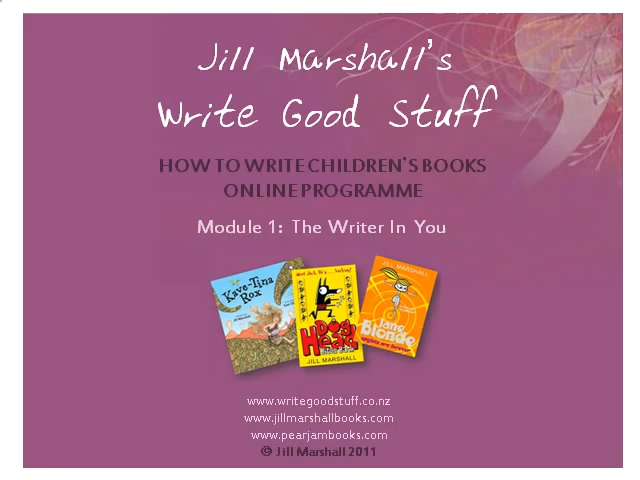 Jill Marshall's
Write Good Stuff
HOW TO WRITE CHILDREN'S BOOKS
ONLINE PROGRAMME
Module 1: The Writer In You
Kave-Tina
Rox
Dog
Head
JILL MARSHALL
JILL MARSHALL
Jane
Blonde
www.writegoodstuff.co.nz
www.jillmarshallbooks.com
www.pearjambooks.com
© Jill Marshall 2011